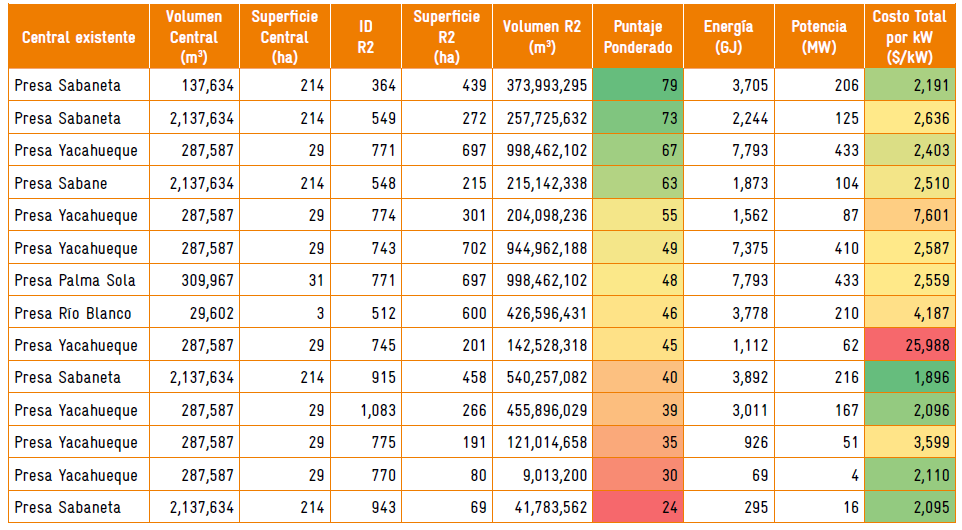 Central existente | Volumen Central (m³) | Superficie Central (ha) | ID R2 | Superficie R2 (ha) | Volumen R2 (m³) | Puntaje Ponderado | Energía (GJ) | Potencia (MW) | Costo Total por kW ($/kW)
Presa Sabaneta | 137,634 | 214 | 364 | 439 | 373,993,295 | 79 | 3,705 | 206 | 2,191
Presa Sabaneta | 2,137,634 | 214 | 549 | 272 | 257,725,632 | 73 | 2,244 | 125 | 2,636
Presa Yacahueque | 287,587 | 29 | 771 | 697 | 998,462,102 | 67 | 7,793 | 433 | 2,403
Presa Sabane | 2,137,634 | 214 | 548 | 215 | 215,142,338 | 63 | 1,873 | 104 | 2,510
Presa Yacahueque | 287,587 | 29 | 774 | 301 | 204,098,236 | 55 | 1,562 | 87 | 7,601
Presa Yacahueque | 287,587 | 29 | 743 | 702 | 944,962,188 | 49 | 7,375 | 410 | 2,587
Presa Palma Sola | 309,967 | 31 | 771 | 697 | 998,462,102 | 48 | 7,793 | 433 | 2,559
Presa Río Blanco | 29,602 | 3 | 512 | 600 | 426,596,431 | 46 | 3,778 | 210 | 4,187
Presa Yacahueque | 287,587 | 29 | 745 | 201 | 142,528,318 | 45 | 1,112 | 62 | 25,988
Presa Sabaneta | 2,137,634 | 214 | 915 | 458 | 540,257,082 | 40 | 3,892 | 216 | 1,896
Presa Yacahueque | 287,587 | 29 | 1,083 | 266 | 455,896,029 | 39 | 3,011 | 167 | 2,096
Presa Yacahueque | 287,587 | 29 | 775 | 191 | 121,014,658 | 35 | 926 | 51 | 3,599
Presa Yacahueque | 287,587 | 29 | 770 | 80 | 9,013,200 | 30 | 69 | 4 | 2,110
Presa Sabaneta | 2,137,634 | 214 | 943 | 69 | 41,783,562 | 24 | 295 | 16 | 2,095